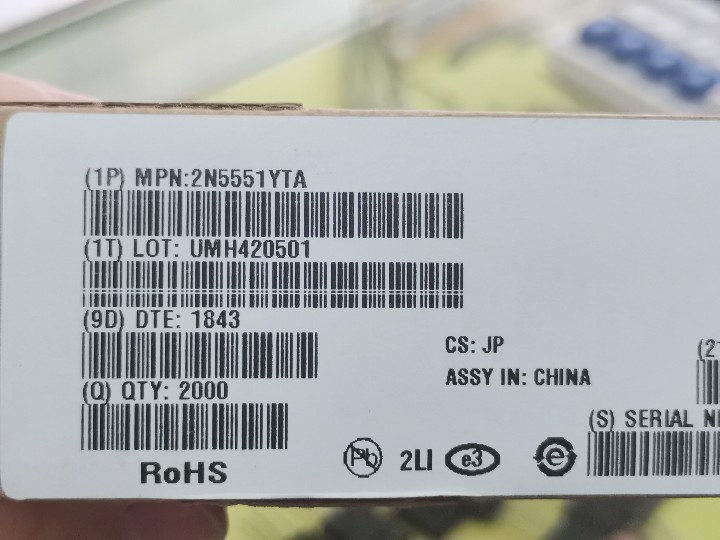 (1P) MPN:2N5551YTA
(1T) LOT: UMH420501
(9D) DTE: 1843
CS: JP
(Q) QTY: 2000
ASSY IN: CHINA
(S) SERIAL
RoHS
Pb
2LI
e3
e